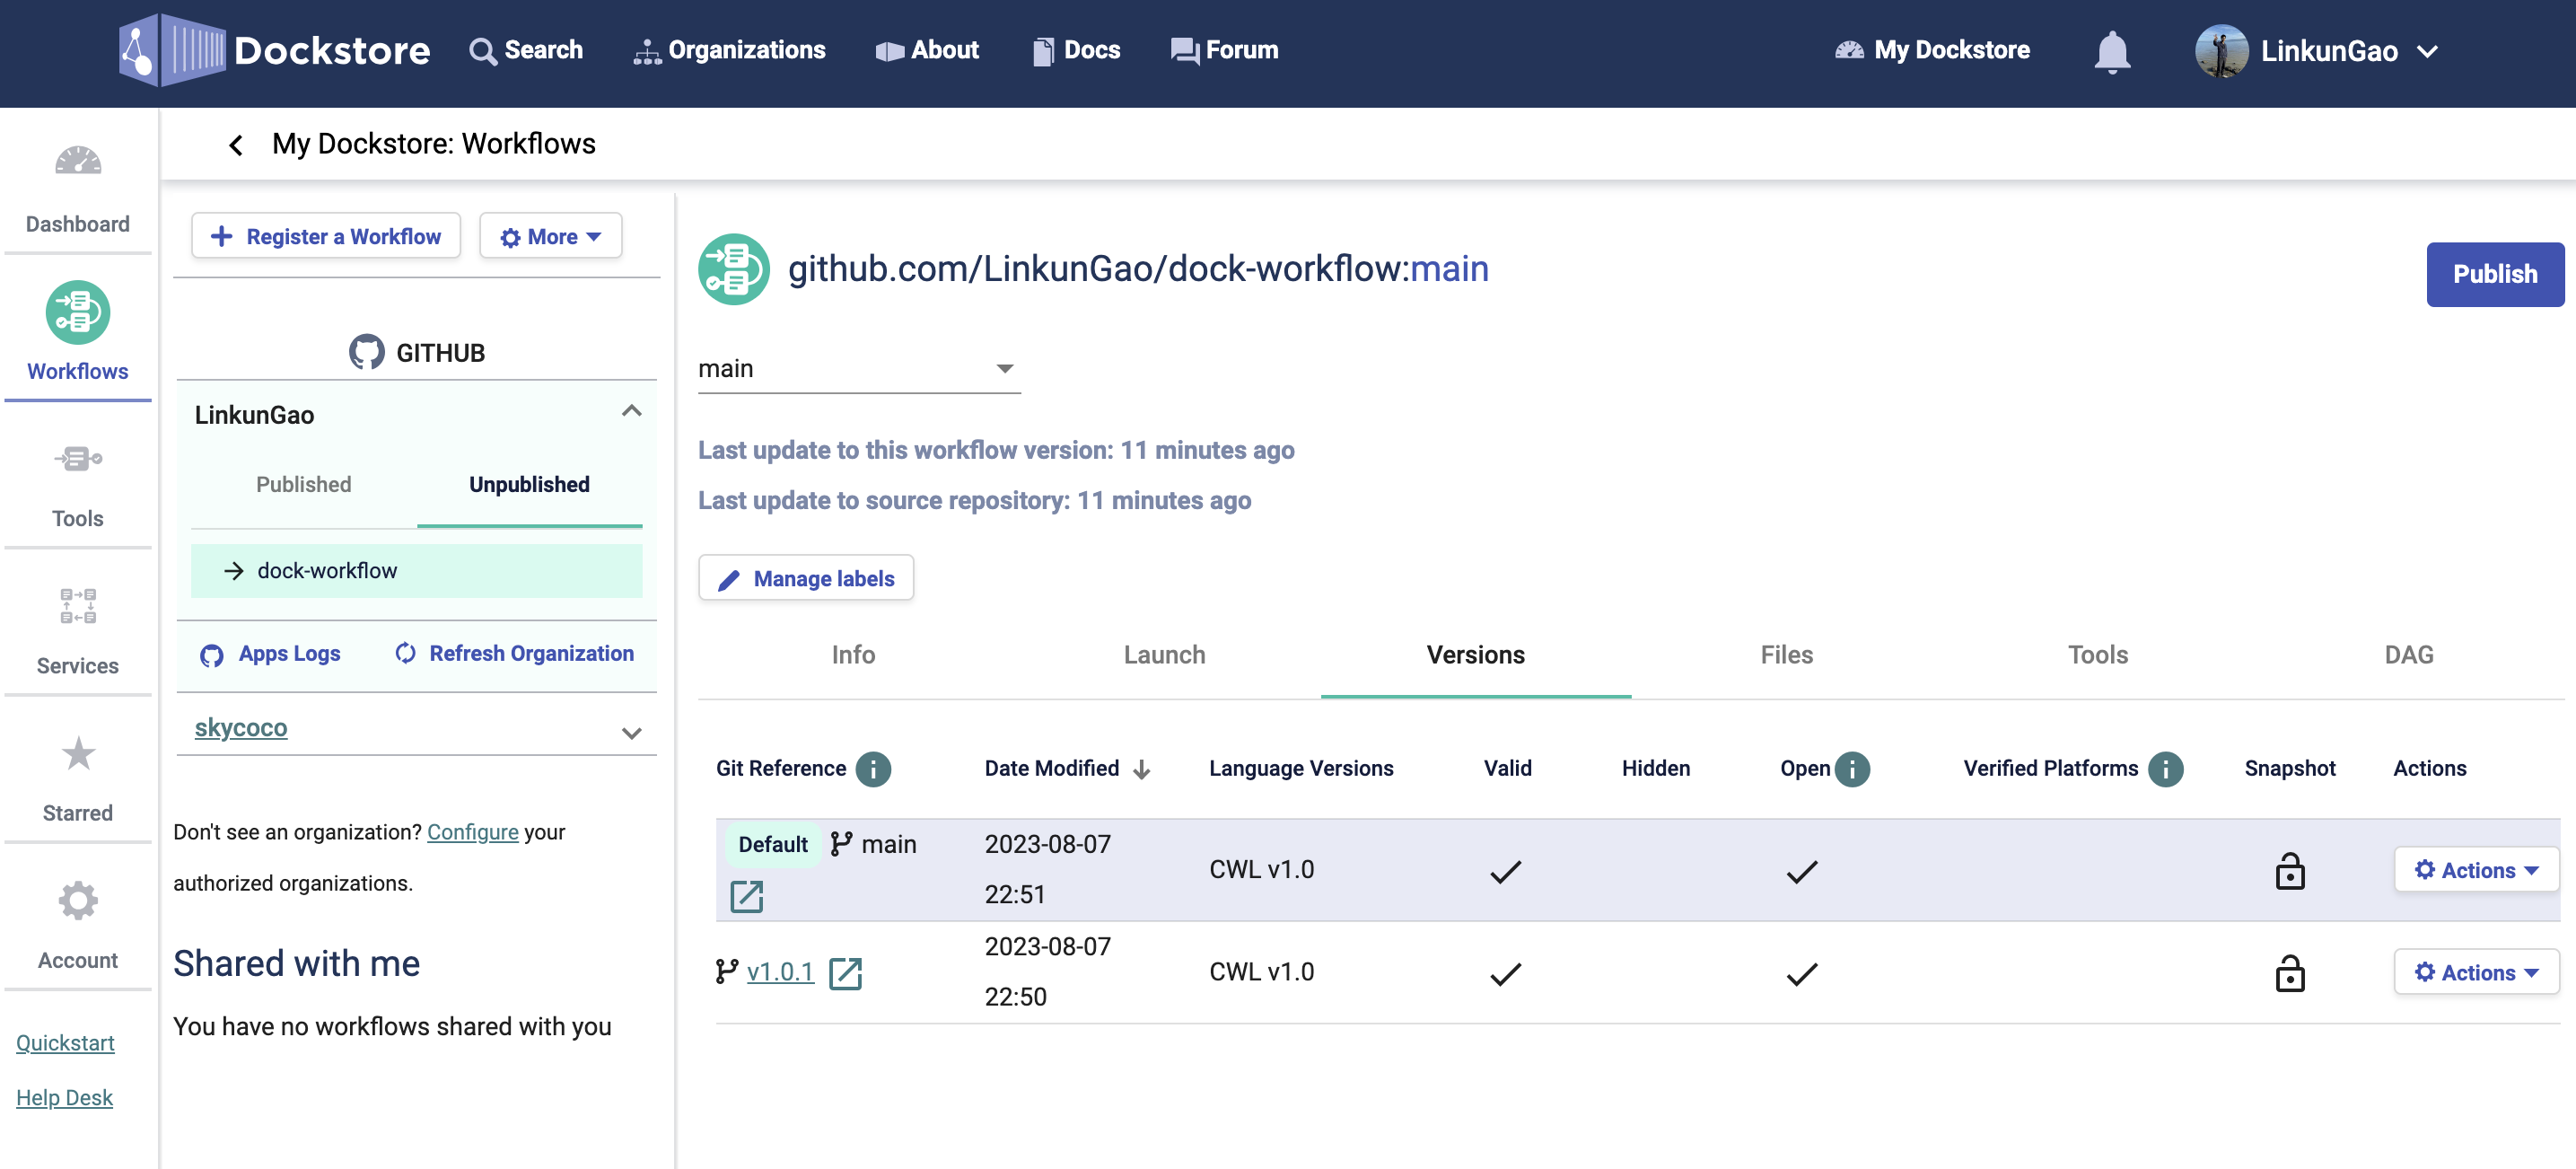 Dockstore Search Organizations About Docs Forum My Dockstore LinkunGao
My Dockstore: Workflows
Dashboard
Workflows
Tools
Services
Starred
Account
Quickstart
Help Desk
Register a Workflow More
GITHUB
LinkunGao
Published Unpublished
dock-workflow
Apps Logs Refresh Organization
skycoco
Don't see an organization? Configure your
authorized organizations.
Shared with me
You have no workflows shared with you
github.com/LinkunGao/dock-workflow:main
Publish
main
Last update to this workflow version: 11 minutes ago
Last update to source repository: 11 minutes ago
Manage labels
Info Launch Versions Files Tools DAG
Git Reference i Date Modified Language Versions Valid Hidden Open i Verified Platforms i Snapshot Actions
Default main 2023-08-07
22:51 CWL v1.0 Actions
v1.0.1 2023-08-07
22:50 CWL v1.0 Actions